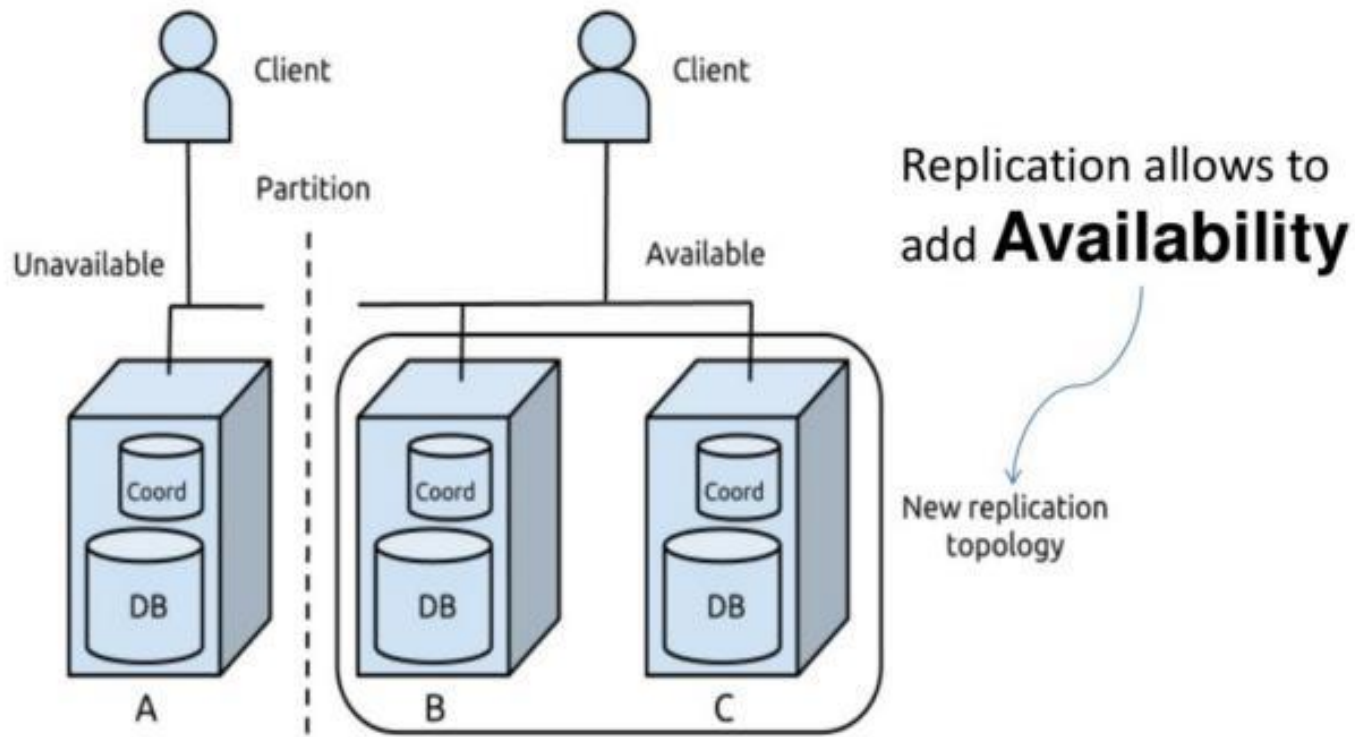 Client
Client
Partition
Unavailable
Available
Replication allows to
add Availability
Coord
DB
A
Coord
DB
B
Coord
DB
C
New replication
topology